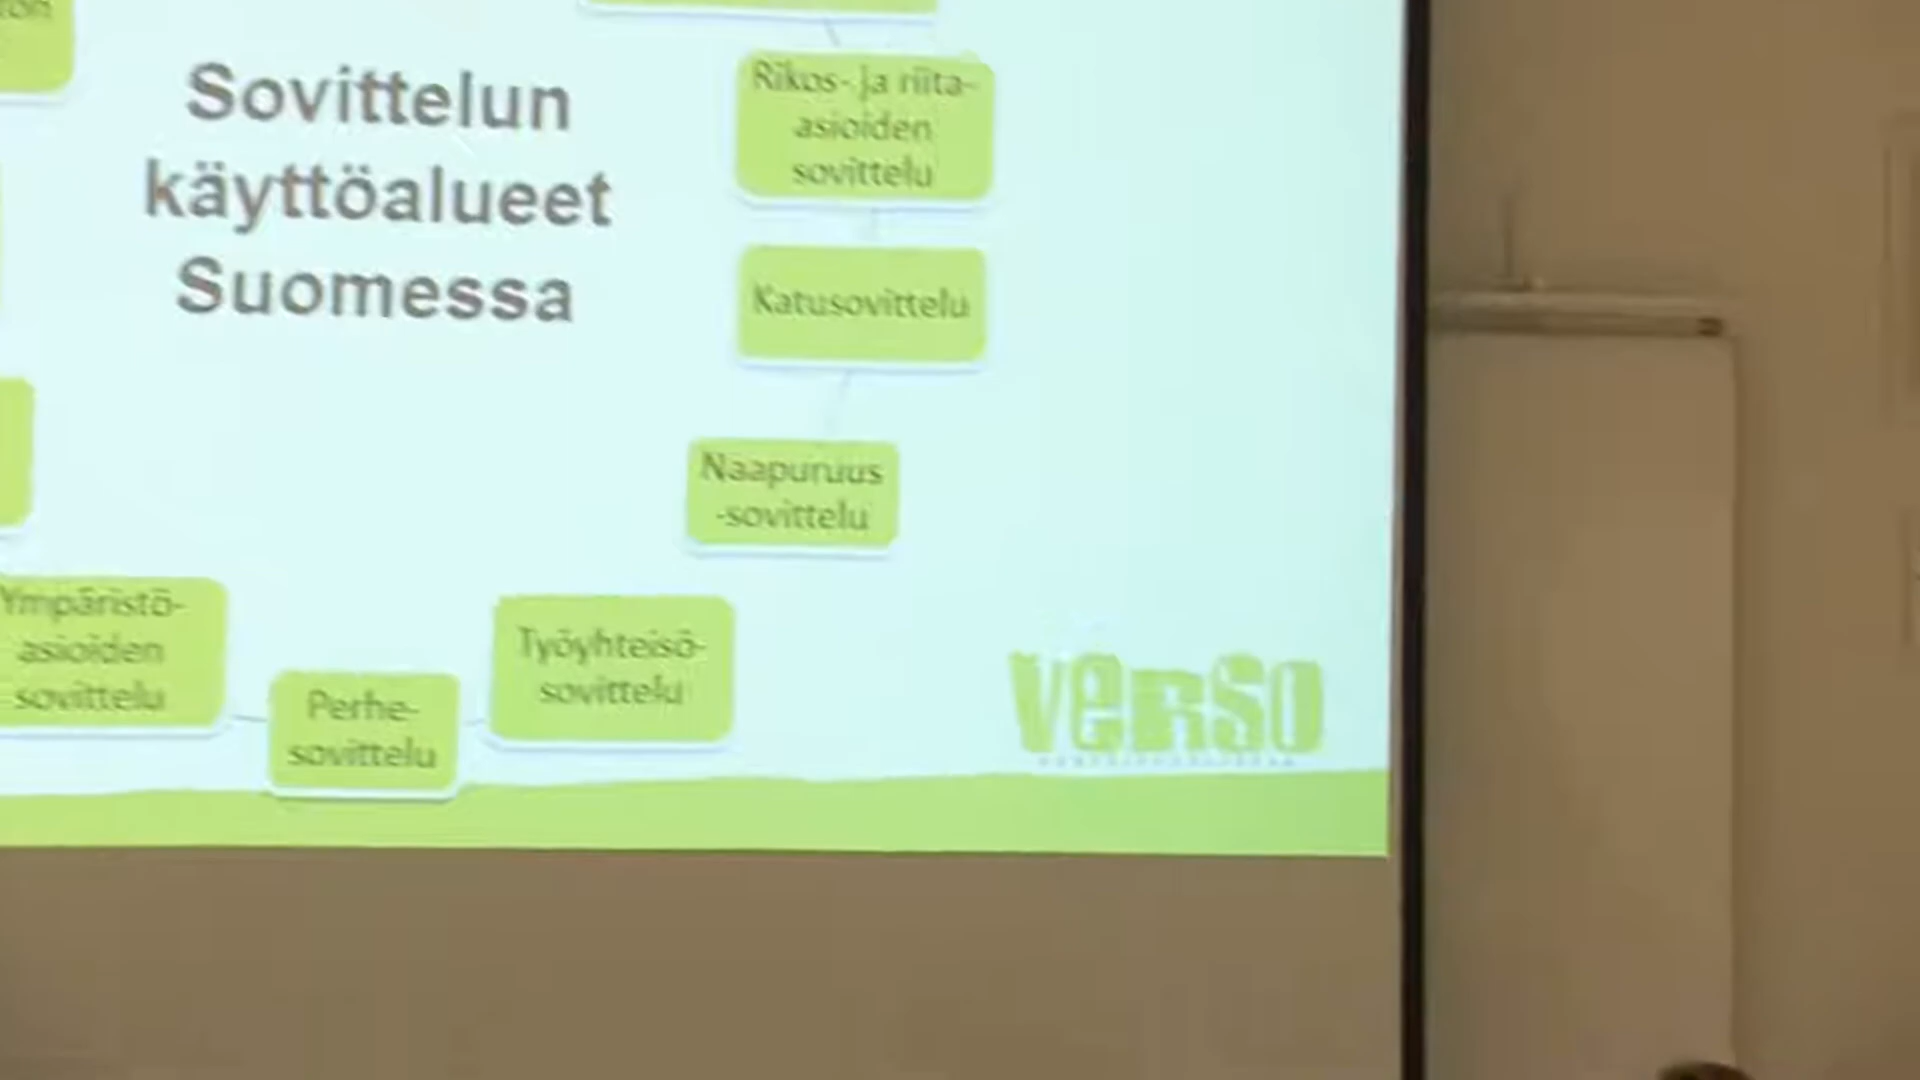 Sovittelun
käyttöalueet
Suomessa
Rikos- ja riita-
asioiden
sovittelu
Katusovittelu
Naapuruus
-sovittelu
Työyhteisö-
sovittelu
Perhe-
sovittelu
Ympäristö-
asioiden
sovittelu
verso